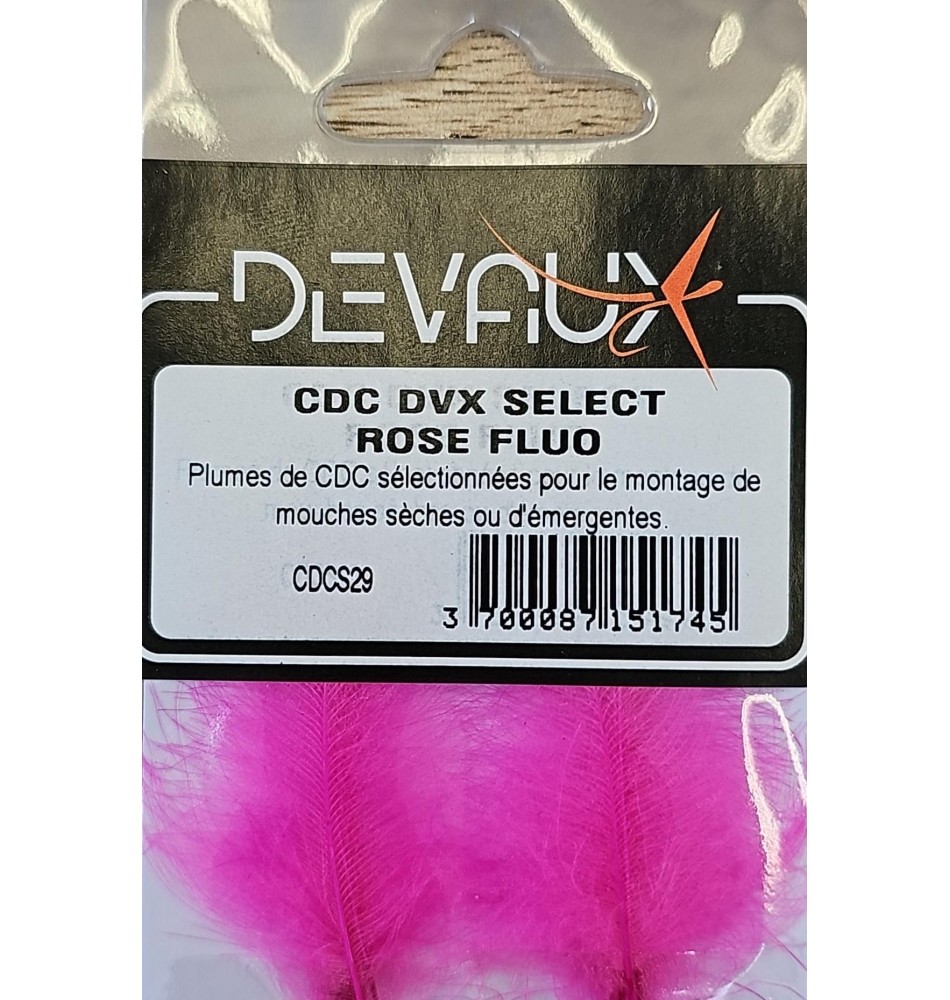 DEVAUX
CDC DVX SELECT
ROSE FLUO
Plumes de CDC sélectionnées pour le montage de
mouches sèches ou d'émergentes.
CDCS29
3 700087 151745